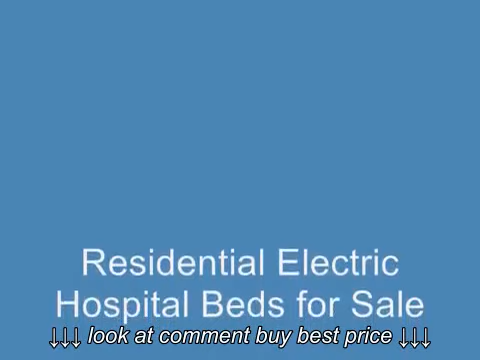 Residential Electric
Hospital Beds for Sale
↓↓↓ look at comment buy best price ↓↓↓